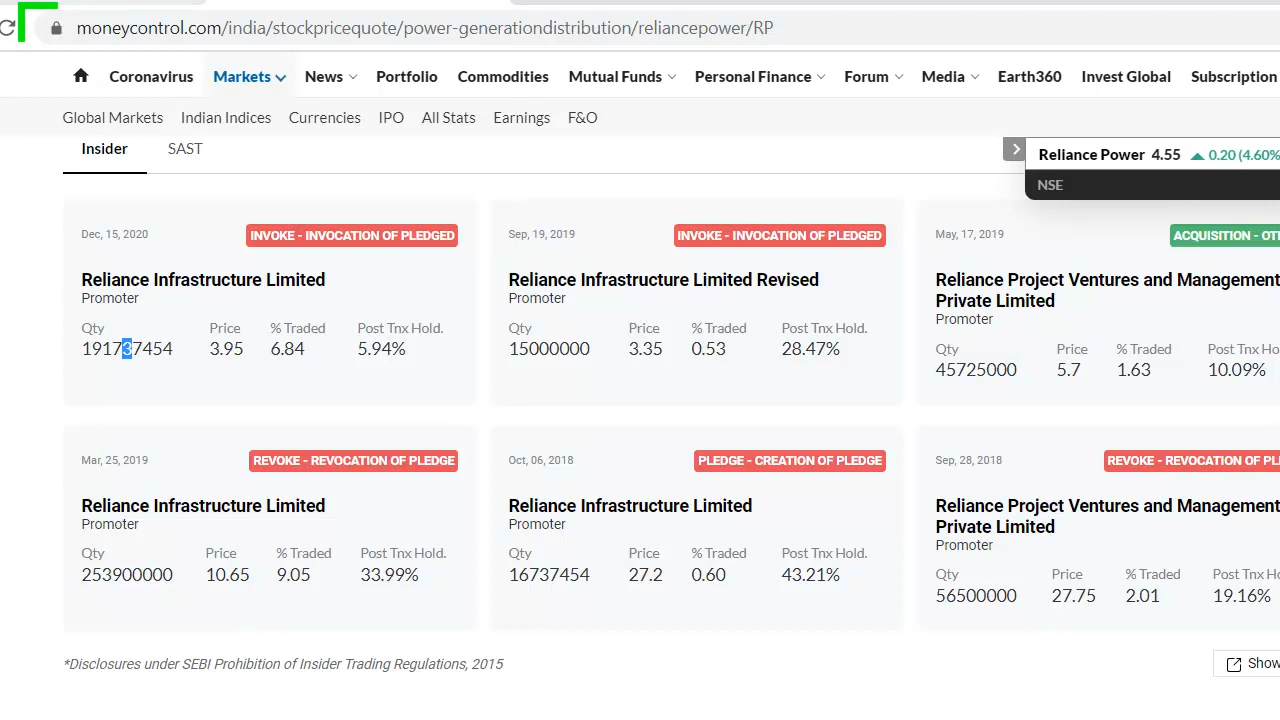 moneycontrol.com/india/stockpricequote/power-generationdistribution/reliancepower/RP
Coronavirus Markets News Portfolio Commodities Mutual Funds Personal Finance Forum Media Earth360 Invest Global Subscription
Global Markets Indian Indices Currencies IPO All Stats Earnings F&O
Insider SAST
Reliance Power 4.55 0.20 (4.60%
NSE
Dec, 15, 2020 INVOKE - INVOCATION OF PLEDGED
Reliance Infrastructure Limited
Promoter
Qty Price % Traded Post Tnx Hold.
191737454 3.95 6.84 5.94%
Sep, 19, 2019 INVOKE - INVOCATION OF PLEDGED
Reliance Infrastructure Limited Revised
Promoter
Qty Price % Traded Post Tnx Hold.
15000000 3.35 0.53 28.47%
May, 17, 2019 ACQUISITION - OT
Reliance Project Ventures and Management
Private Limited
Promoter
Qty Price % Traded Post Tnx Ho
45725000 5.7 1.63 10.09%
Mar, 25, 2019 REVOKE - REVOCATION OF PLEDGE
Reliance Infrastructure Limited
Promoter
Qty Price % Traded Post Tnx Hold.
253900000 10.65 9.05 33.99%
Oct, 06, 2018 PLEDGE - CREATION OF PLEDGE
Reliance Infrastructure Limited
Promoter
Qty Price % Traded Post Tnx Hold.
16737454 27.2 0.60 43.21%
Sep, 28, 2018 REVOKE - REVOCATION OF PL
Reliance Project Ventures and Management
Private Limited
Promoter
Qty Price % Traded Post Tnx Ho
56500000 27.75 2.01 19.16%
*Disclosures under SEBI Prohibition of Insider Trading Regulations, 2015
Show